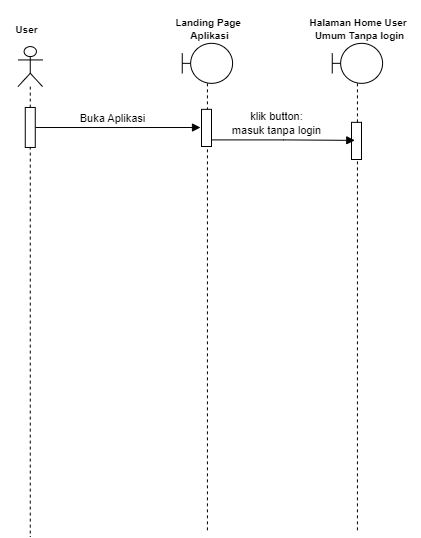 User
Landing Page
Aplikasi
Halaman Home User
Umum Tanpa login
Buka Aplikasi
klik button:
masuk tanpa login